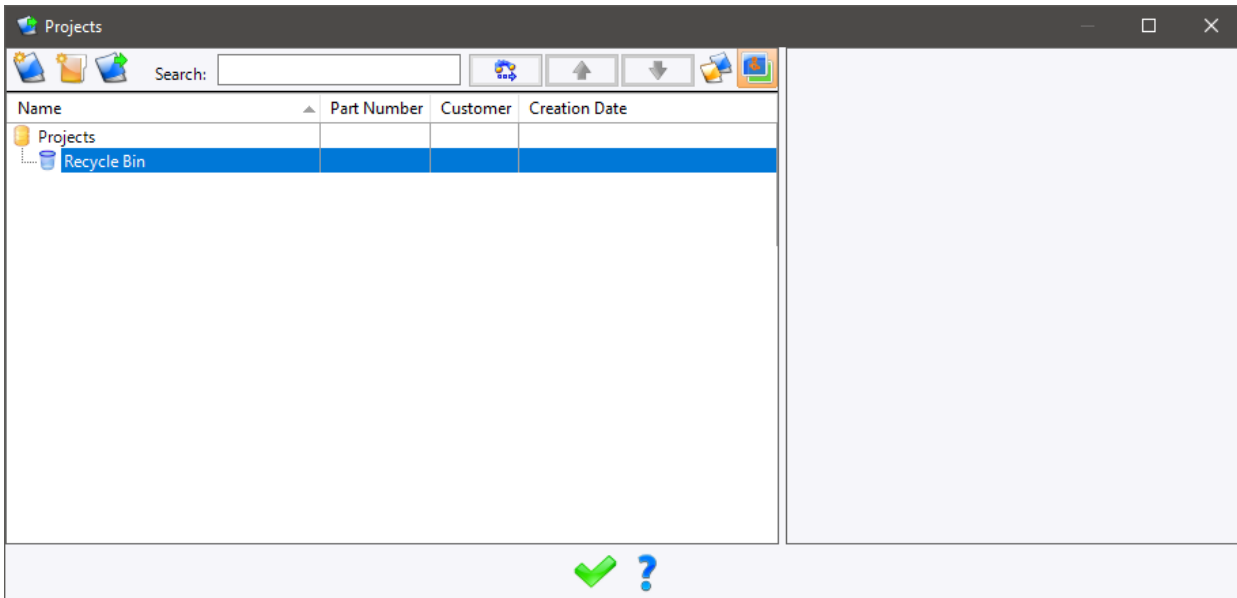 Projects
Search:
Name Part Number Customer Creation Date
Projects
Recycle Bin